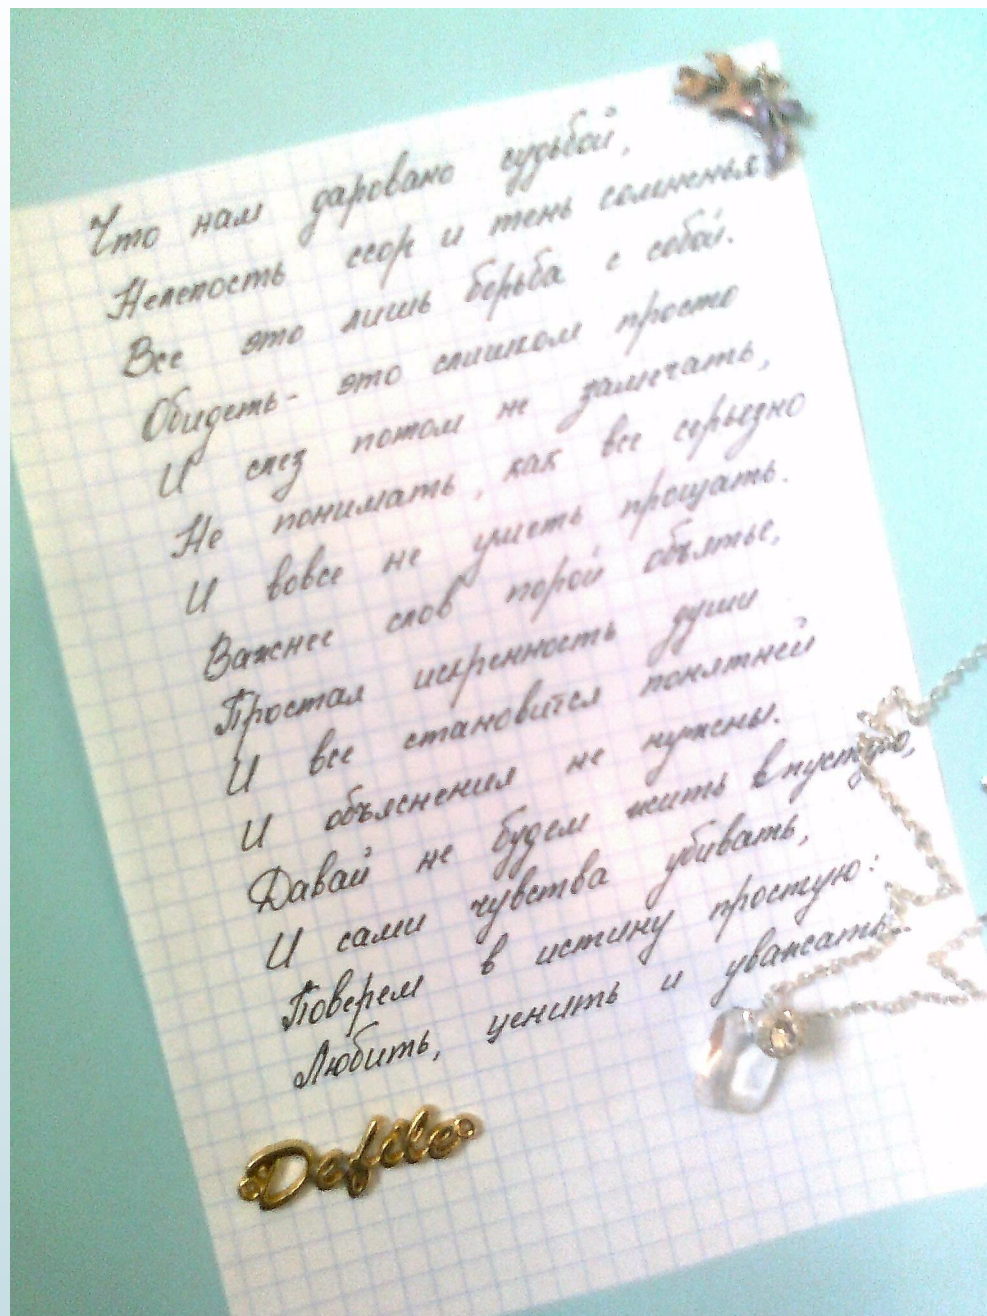 Что нам даровано судьбой,
Нелепость ссор и тень сомненья
Все это лишь борьба с собой.
Обидеть- это слишком просто
И слез потом не замечать,
Не понимать, как все серьезно
И вовсе не уметь прощать.
Важнее слов порой объятье,
Простая искренность души
И все становится понятней
И объяснения не нужны.
Давай не будем жить впустую,
И сами чувства убивать,
Поверем в истину простую:
Любить, ценить и уважать..
Defile